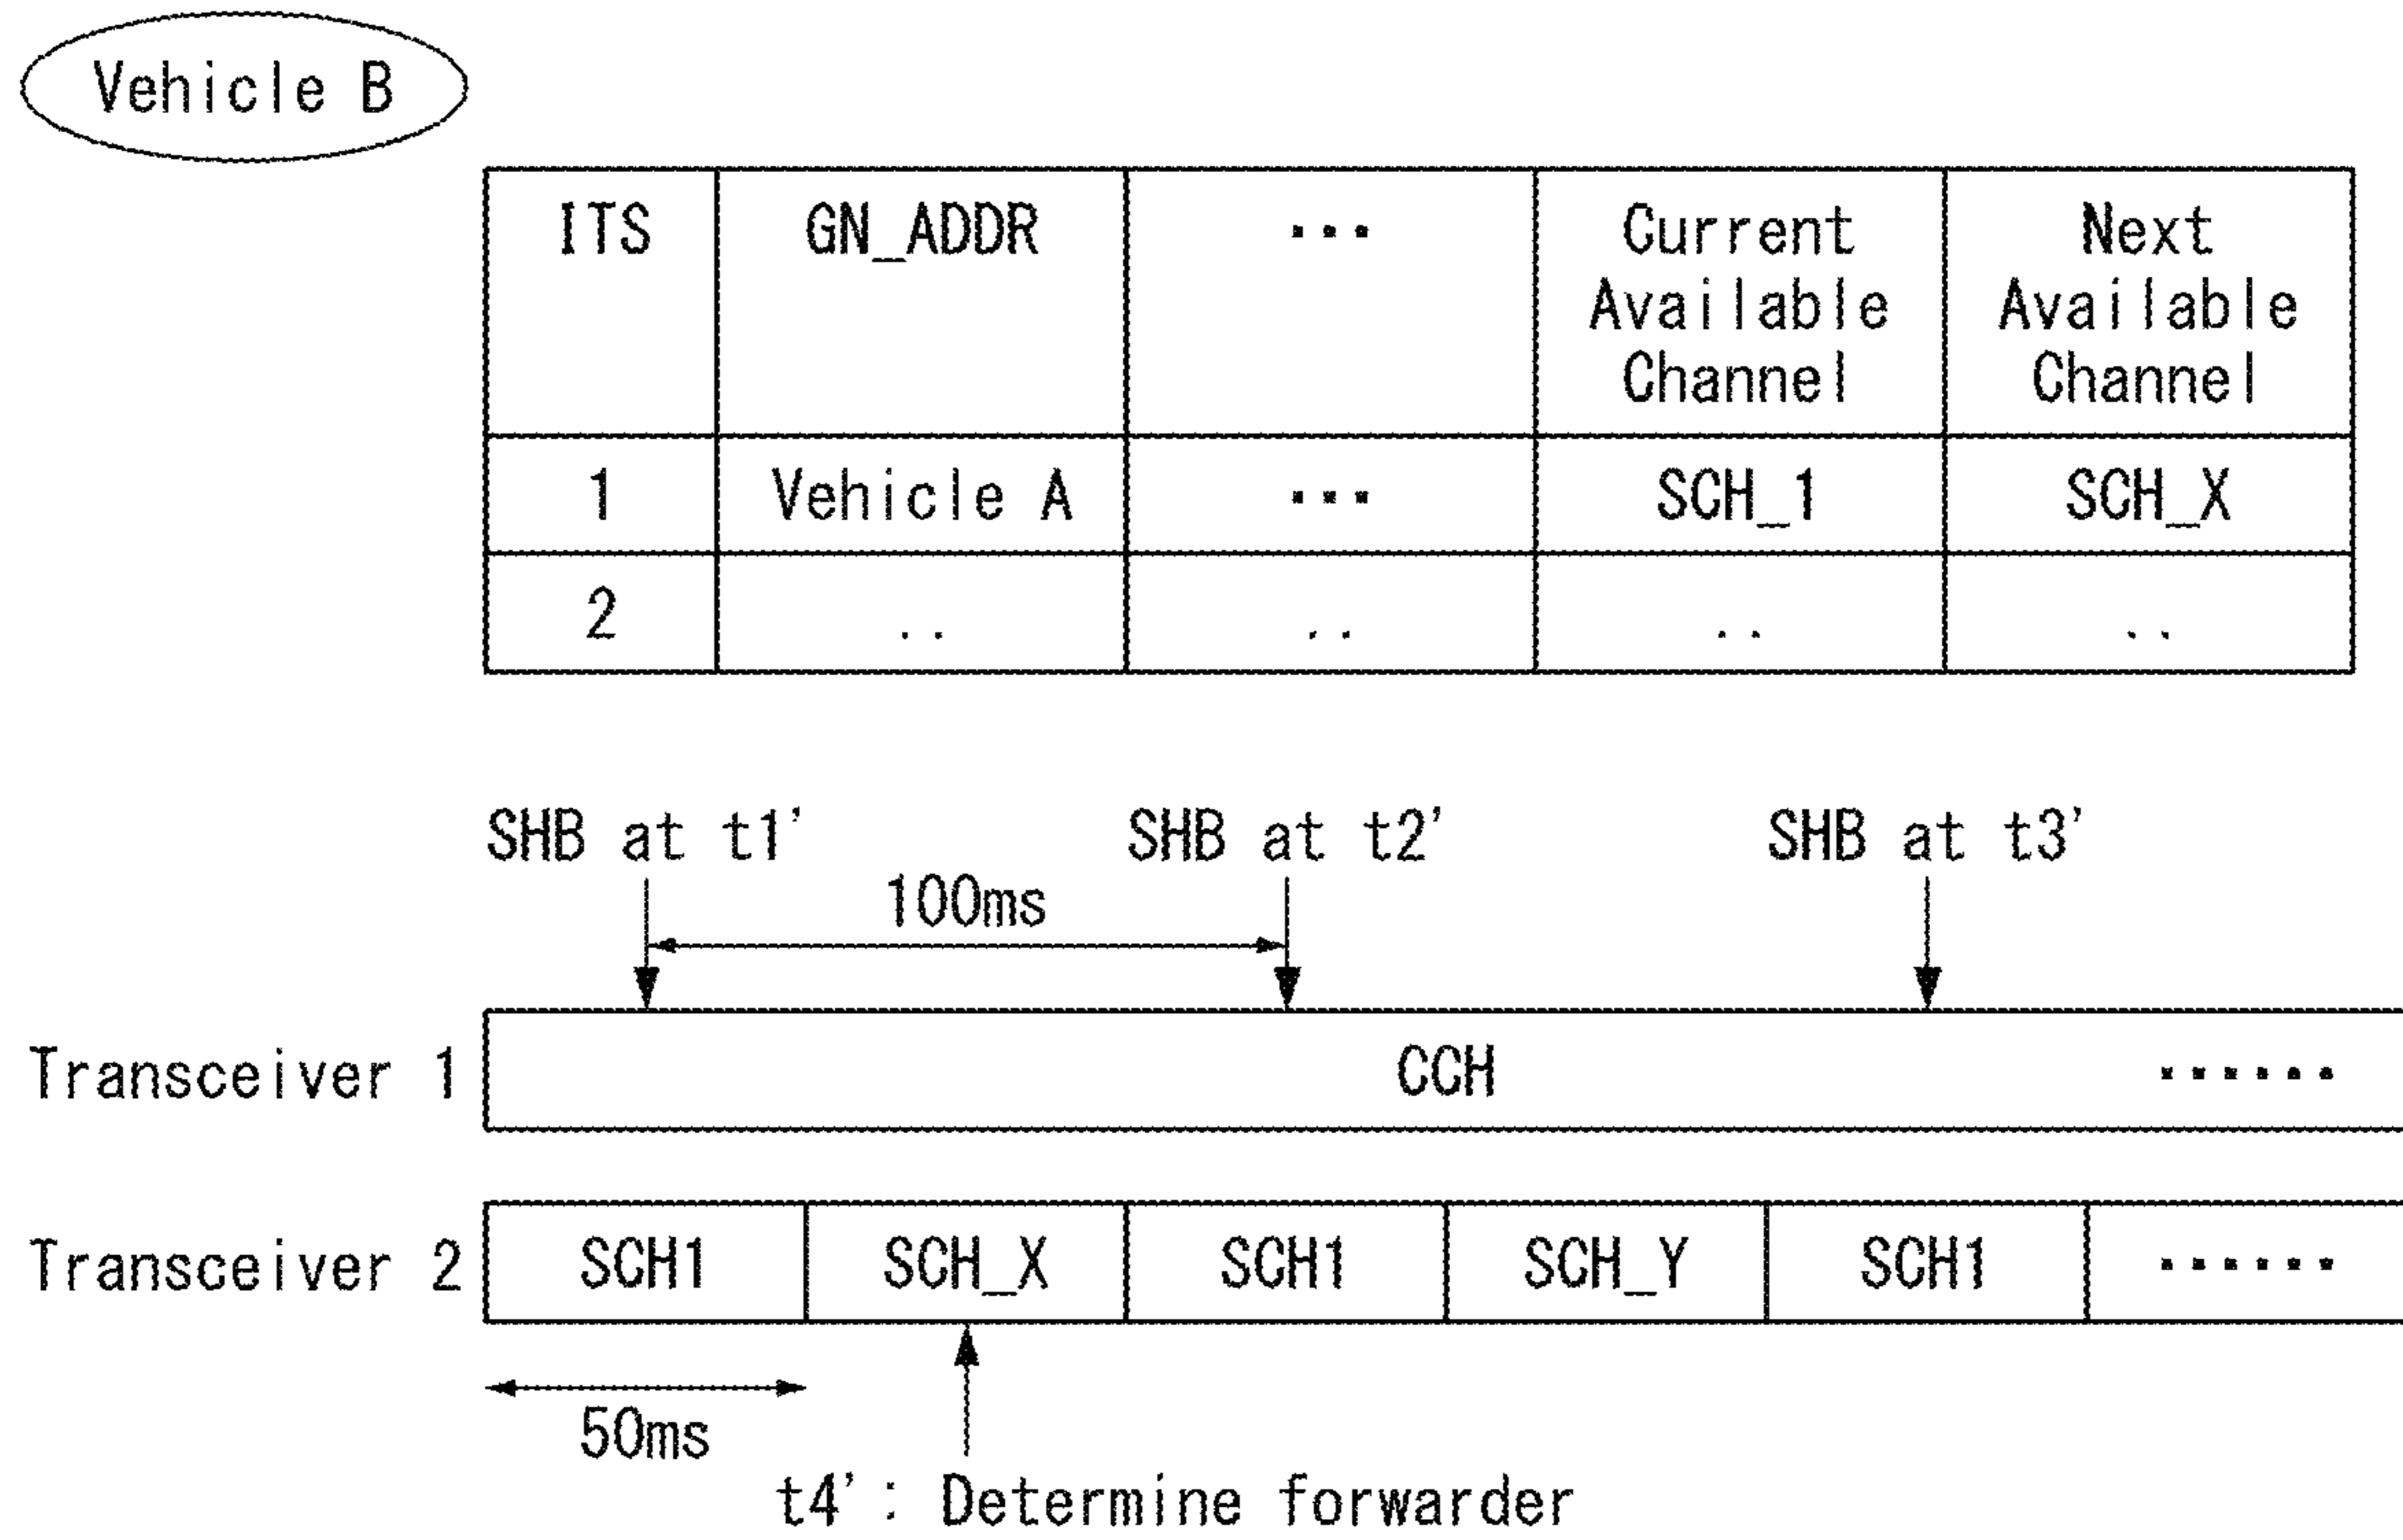 Vehicle B
ITS GN_ADDR ... Current Available Channel Next Available Channel
1 Vehicle A ... SCH_1 SCH_X
2 .. .. .. ..
SHB at t1' SHB at t2' SHB at t3'
100ms
Transceiver 1 CCH ......
Transceiver 2 SCH1 SCH_X SCH1 SCH_Y SCH1 ......
50ms
t4': Determine forwarder